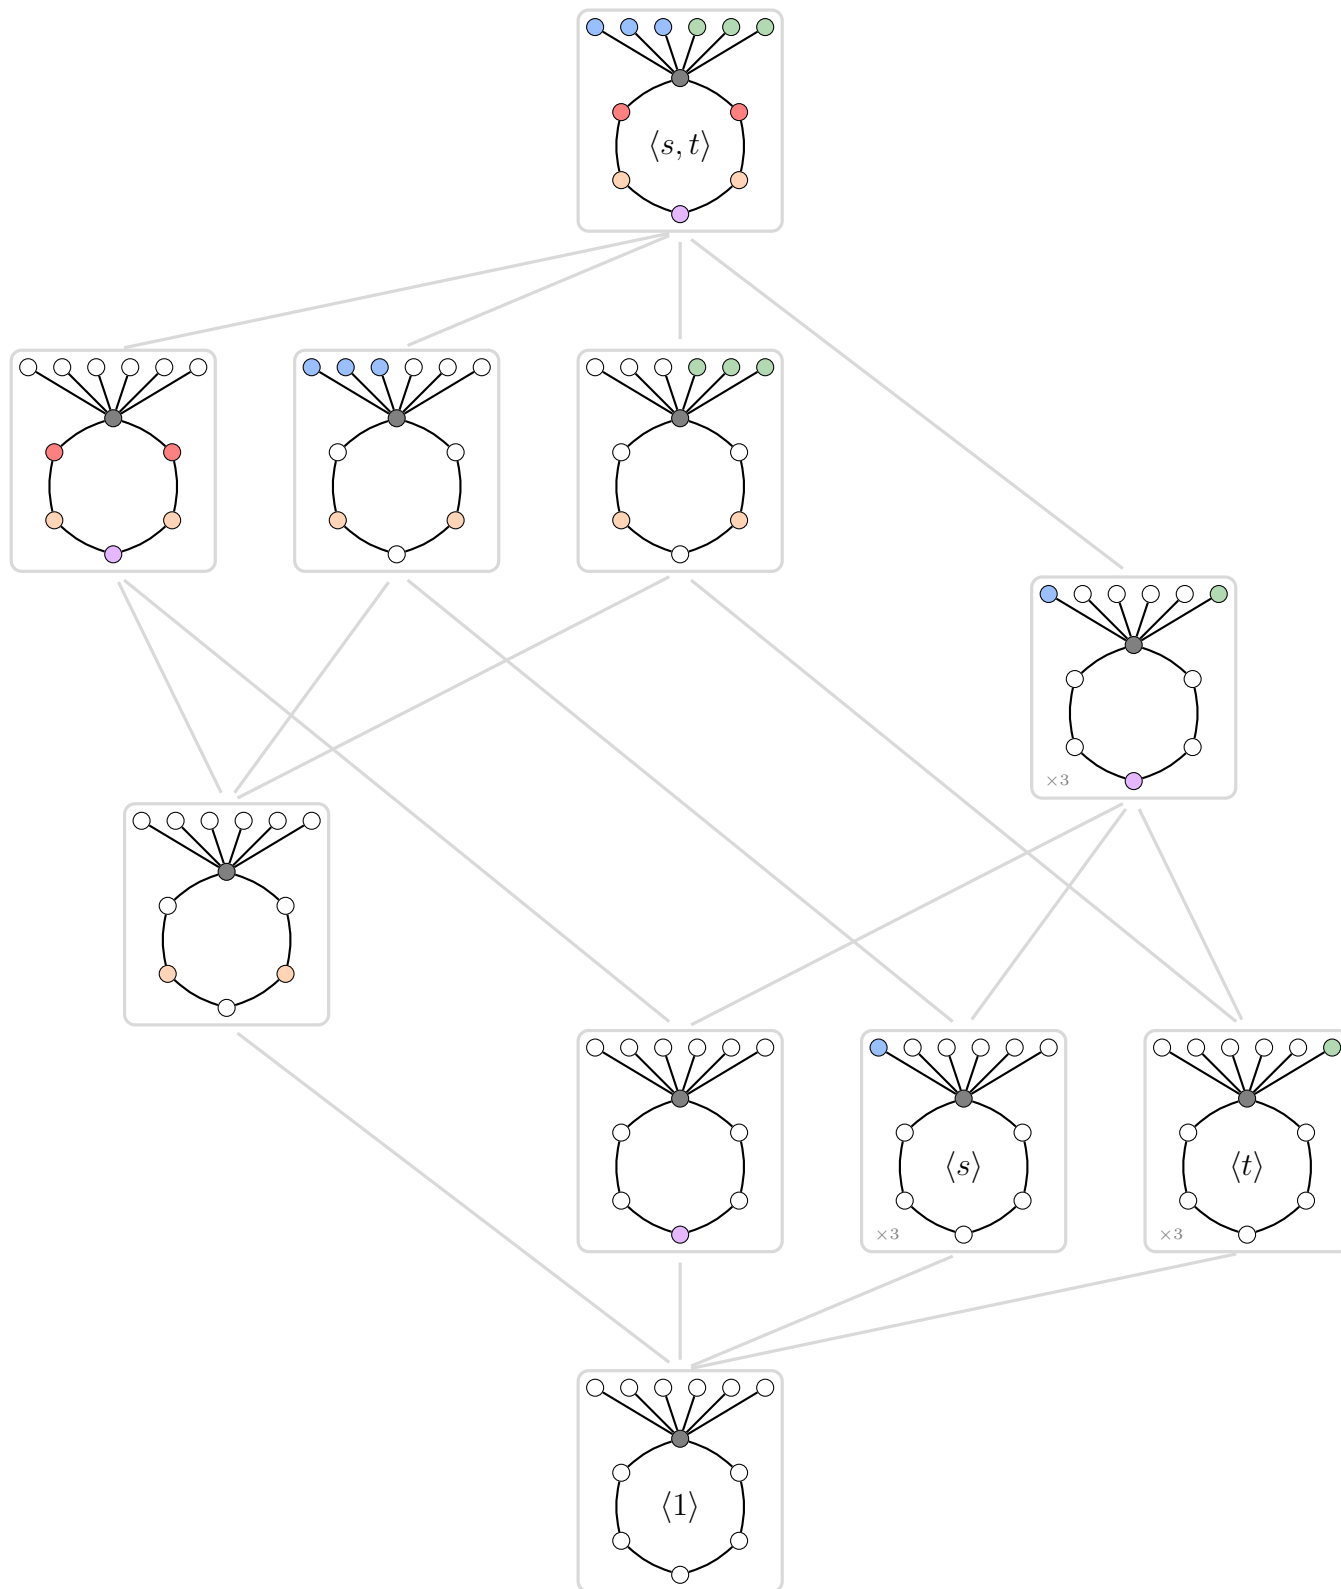 ⟨s, t⟩
×3
⟨s⟩
⟨t⟩
×3
×3
⟨1⟩